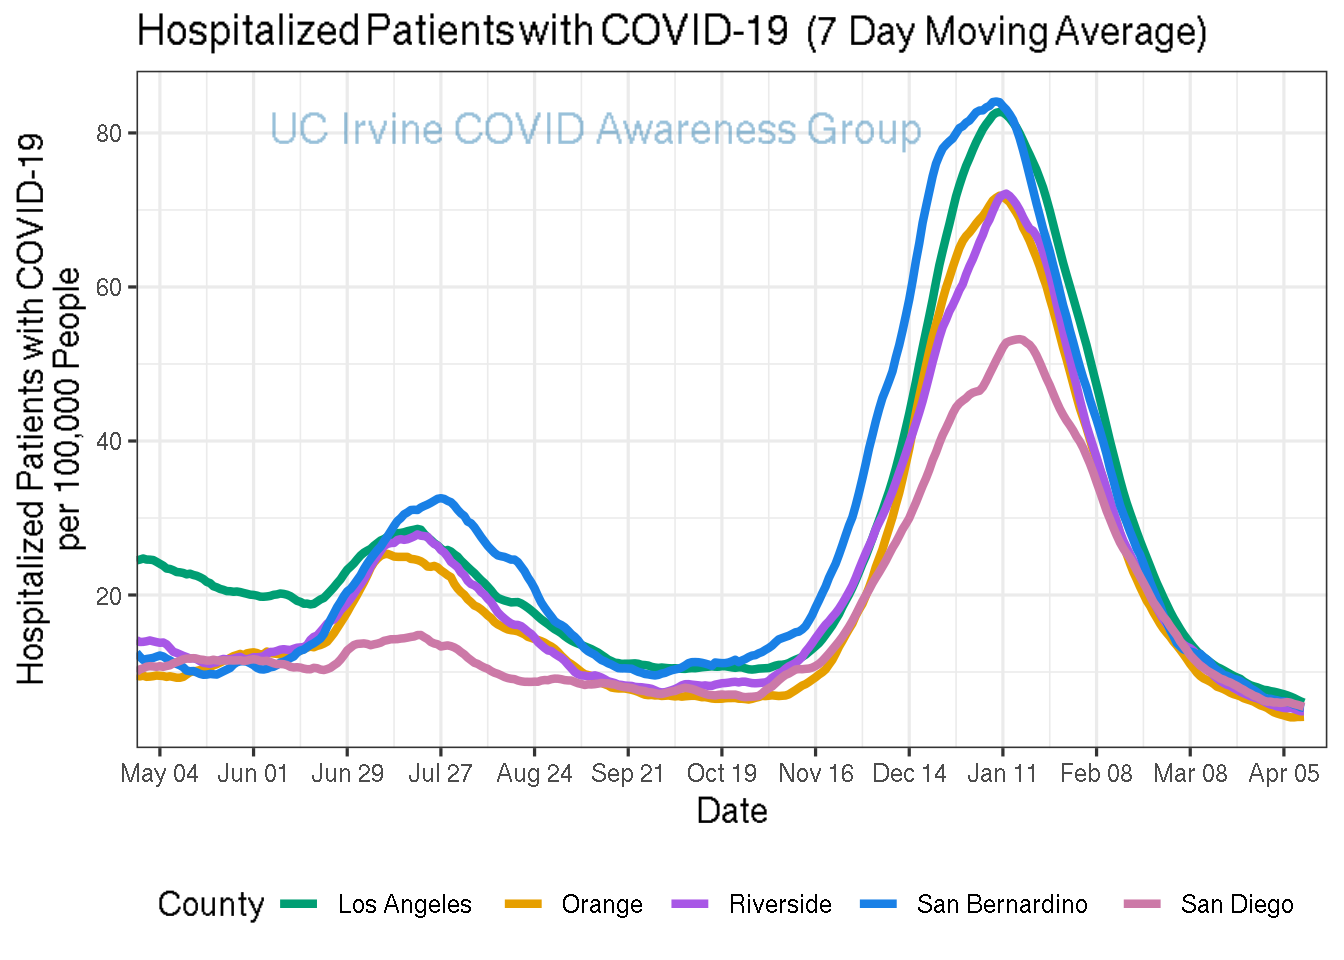 Hospitalized Patients with COVID-19 (7 Day Moving Average)
UC Irvine COVID Awareness Group
Hospitalized Patients with COVID-19
per 100,000 People
80
60
40
20
May 04 Jun 01 Jun 29 Jul 27 Aug 24 Sep 21 Oct 19 Nov 16 Dec 14 Jan 11 Feb 08 Mar 08 Apr 05
Date
County Los Angeles Orange Riverside San Bernardino San Diego